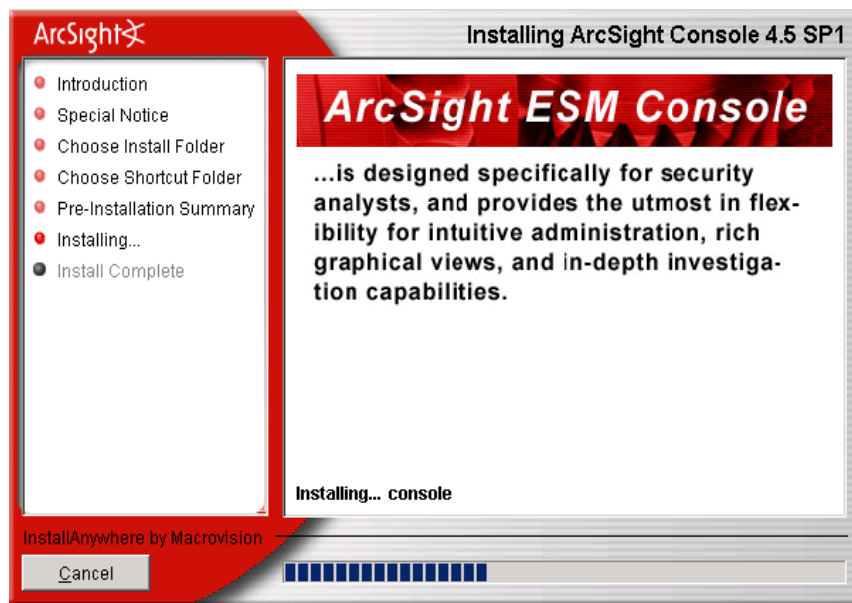 ArcSight
Installing ArcSight Console 4.5 SP1
Introduction
Special Notice
Choose Install Folder
Choose Shortcut Folder
Pre-Installation Summary
Installing...
Install Complete
ArcSight ESM Console
...is designed specifically for security
analysts, and provides the utmost in flex-
ibility for intuitive administration, rich
graphical views, and in-depth investiga-
tion capabilities.
Installing... console
InstallAnywhere by Macrovision
Cancel